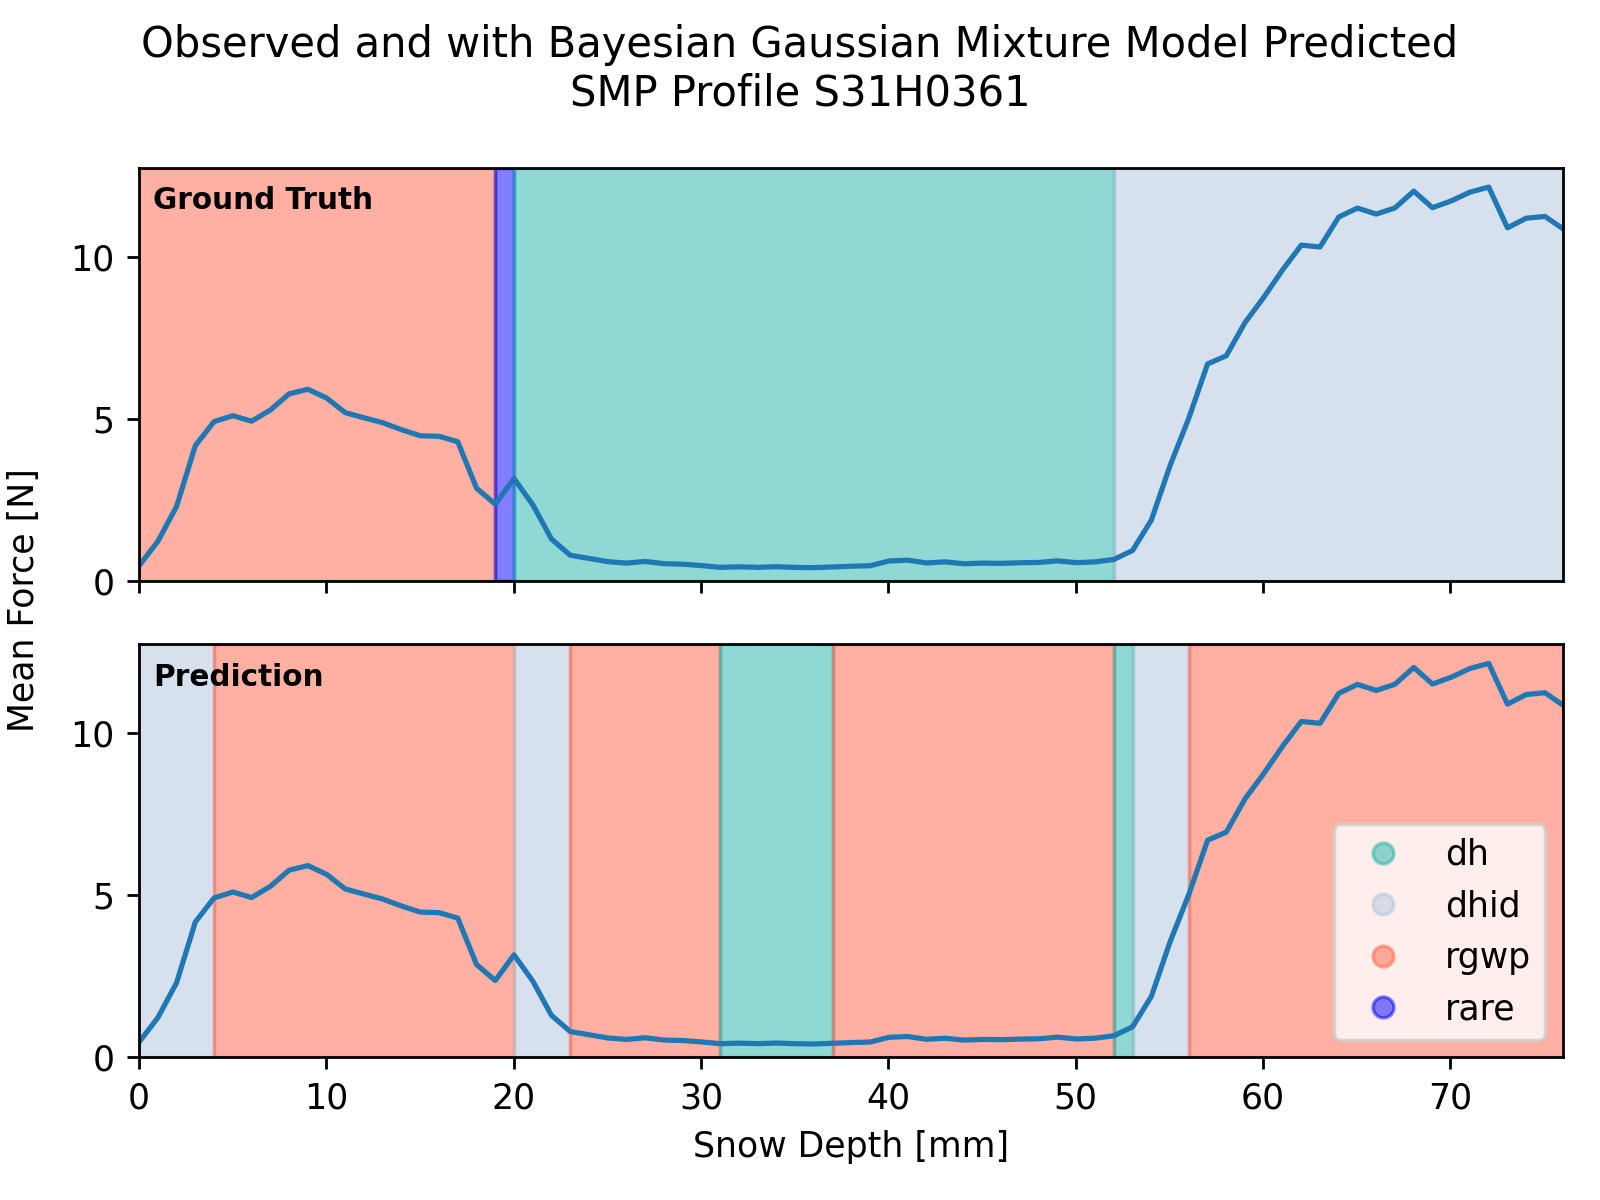 Observed and with Bayesian Gaussian Mixture Model Predicted
SMP Profile S31H0361
Ground Truth
10
5
0
Mean Force [N]
Prediction
10
5
0
dh
dhid
rgwp
rare
0 10 20 30 40 50 60 70
Snow Depth [mm]